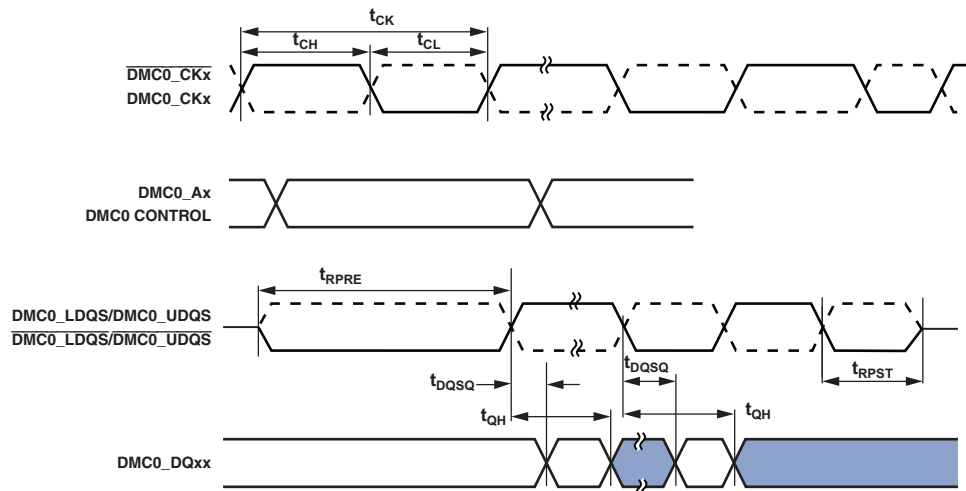 tCK
tCH
tCL
DMC0_CKx
DMC0_CKx
DMC0_Ax
DMC0 CONTROL
tRPRE
DMC0_LDQS/DMC0_UDQS
DMC0_LDQS/DMC0_UDQS
tDQSQ
tDQSQ
tRPST
tQH
tQH
DMC0_DQxx